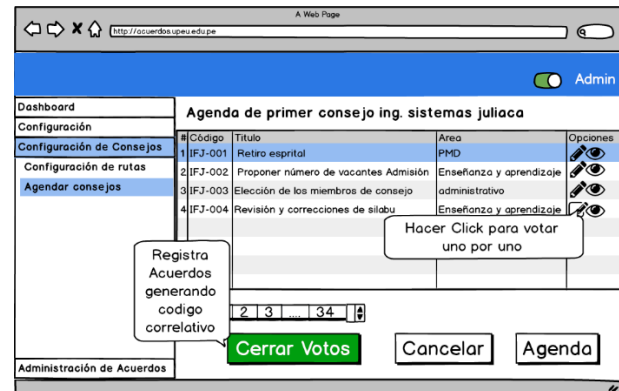 A Web Page
http://acuerdos.upeu.edu.pe
Admin
Dashboard
Configuración
Configuración de Consejos
Configuración de rutas
Agendar consejos
Administración de Acuerdos
Agenda de primer consejo ing. sistemas juliaca
# Código Titulo Area Opciones
1 IFJ-001 Retiro esprital PMD
2 IFJ-002 Proponer número de vacantes Admisión Enseñanza y aprendizaje
3 IFJ-003 Elección de los miembros de consejo administrativo
4 IFJ-004 Revisión y correcciones de silabu Enseñanza y aprendizaje
Hacer Click para votar
uno por uno
Registra
Acuerdos
generando
codigo
correlativo
2 3 .... 34
Cerrar Votos Cancelar Agenda